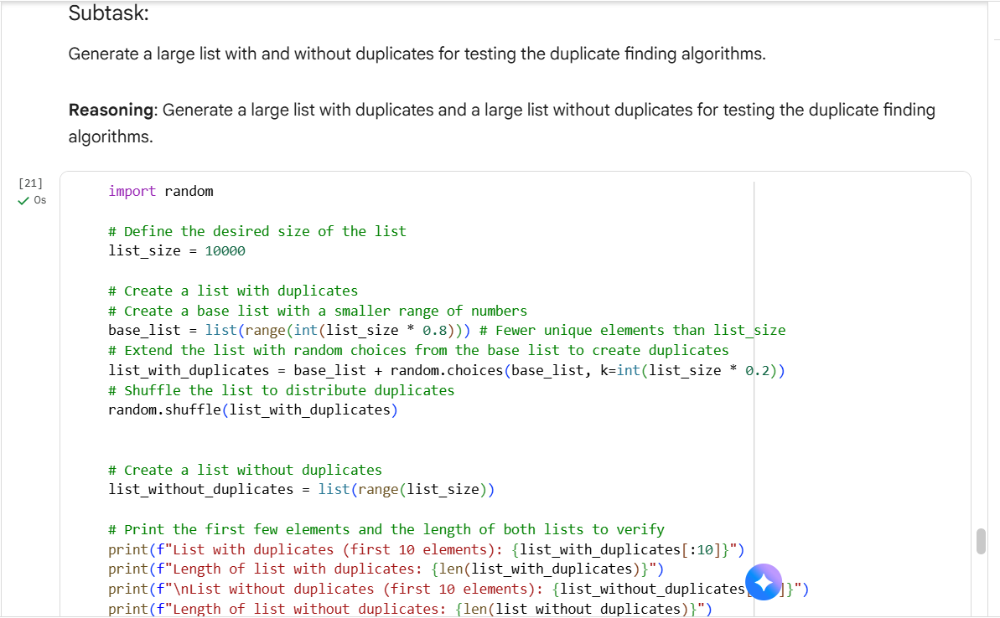 Subtask:
Generate a large list with and without duplicates for testing the duplicate finding algorithms.
Reasoning: Generate a large list with duplicates and a large list without duplicates for testing the duplicate finding
algorithms.
[21]
0s
import random
# Define the desired size of the list
list_size = 10000
# Create a list with duplicates
# Create a base list with a smaller range of numbers
base_list = list(range(int(list_size * 0.8))) # Fewer unique elements than list_size
# Extend the list with random choices from the base list to create duplicates
list_with_duplicates = base_list + random.choices(base_list, k=int(list_size * 0.2))
# Shuffle the list to distribute duplicates
random.shuffle(list_with_duplicates)
# Create a list without duplicates
list_without_duplicates = list(range(list_size))
# Print the first few elements and the length of both lists to verify
print(f"List with duplicates (first 10 elements): {list_with_duplicates[:10]}")
print(f"Length of list with duplicates: {len(list_with_duplicates)}")
print(f"\nList without duplicates (first 10 elements): {list_without_duplicates[ ]}")
print(f"Length of list without duplicates: {len(list_without_duplicates)}")